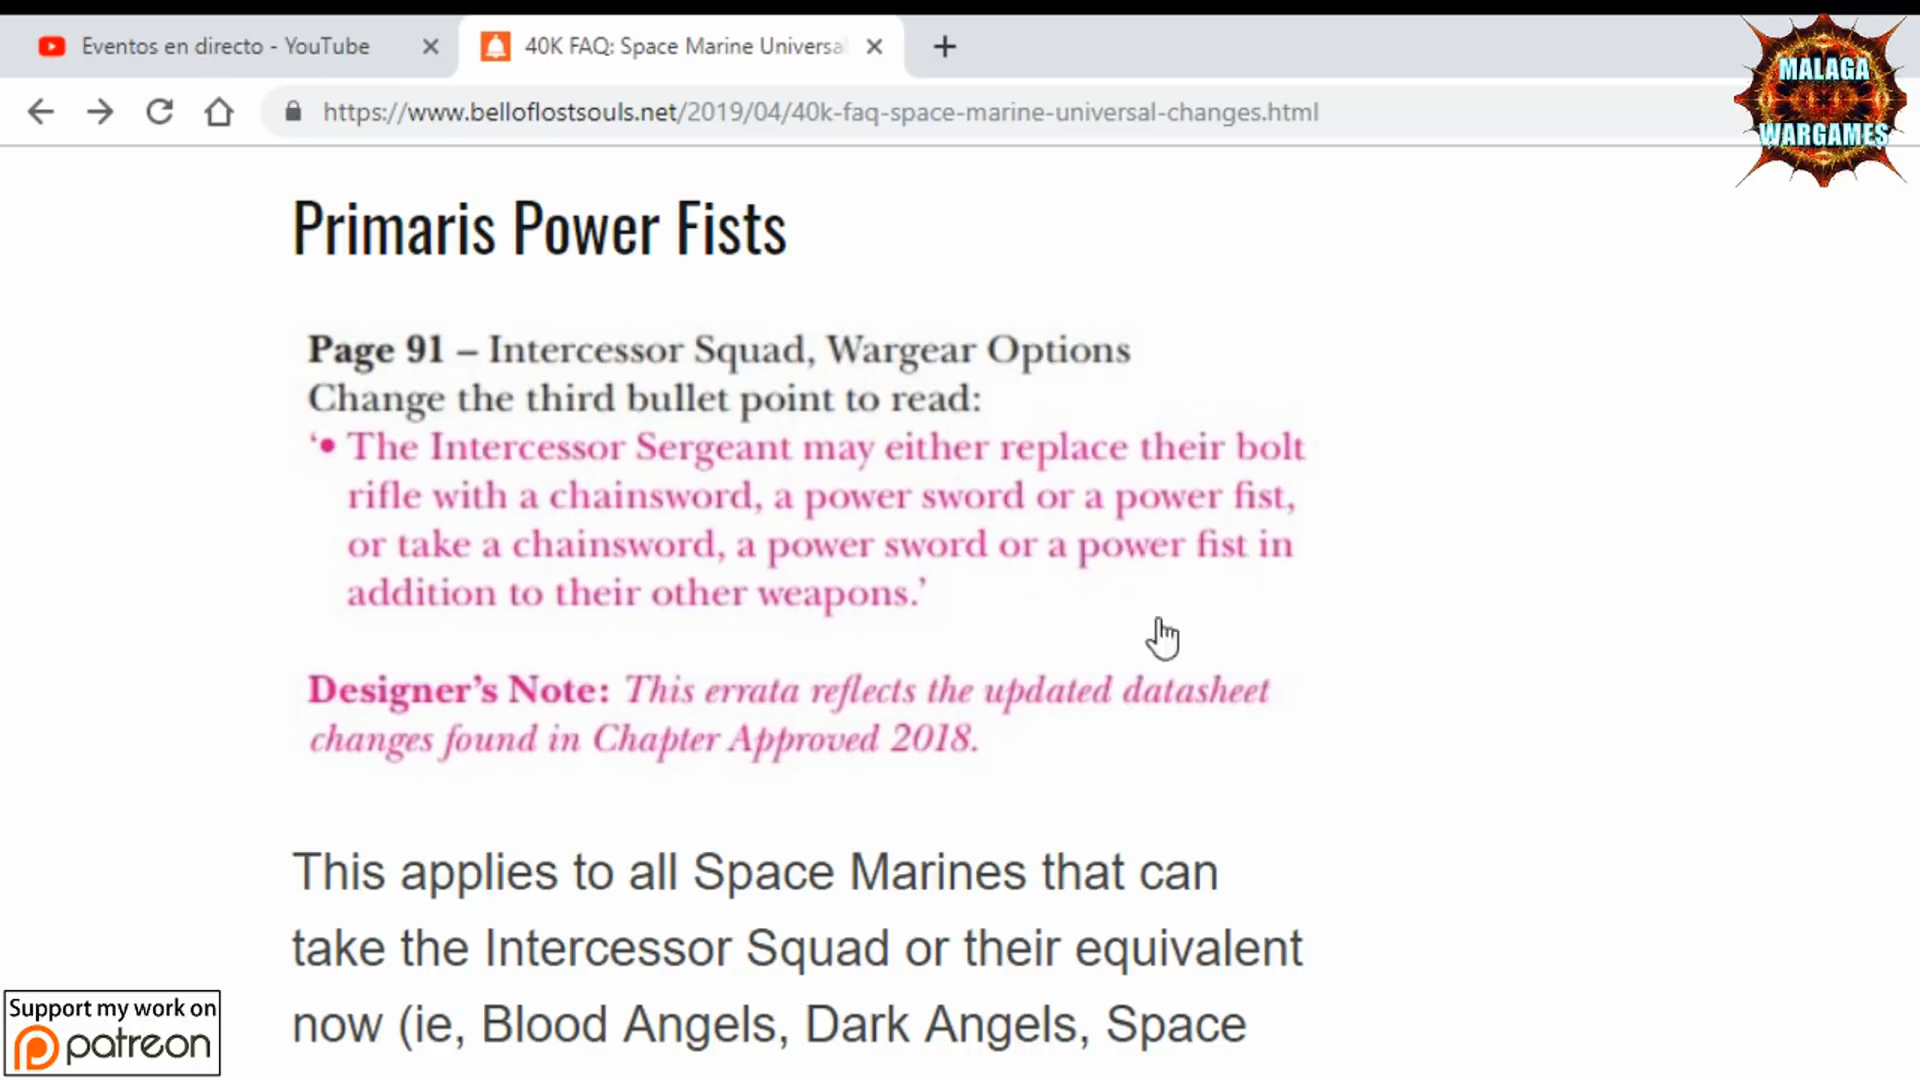 Eventos en directo - YouTube
40K FAQ: Space Marine Universa
MALAGA
WARGAMES
https://www.belloflostsouls.net/2019/04/40k-faq-space-marine-universal-changes.html
Primaris Power Fists
Page 91 – Intercessor Squad, Wargear Options
Change the third bullet point to read:
‘• The Intercessor Sergeant may either replace their bolt
rifle with a chainsword, a power sword or a power fist,
or take a chainsword, a power sword or a power fist in
addition to their other weapons.’
Designer’s Note: This errata reflects the updated datasheet
changes found in Chapter Approved 2018.
This applies to all Space Marines that can
take the Intercessor Squad or their equivalent
now (ie, Blood Angels, Dark Angels, Space
Support my work on
patreon